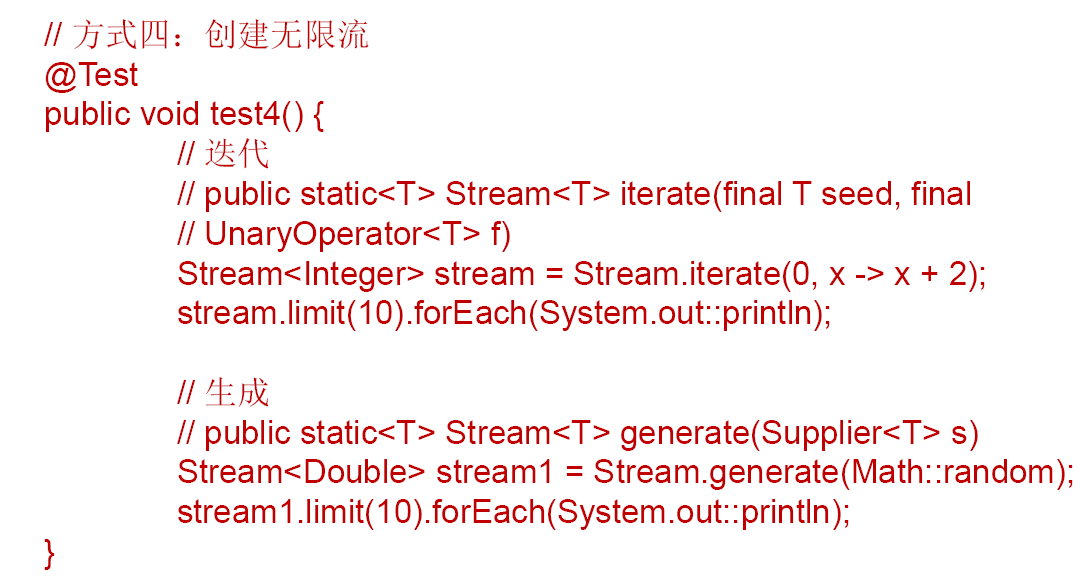 // 方式四：创建无限流
@Test
public void test4() {
// 迭代
// public static<T> Stream<T> iterate(final T seed, final
// UnaryOperator<T> f)
Stream<Integer> stream = Stream.iterate(0, x -> x + 2);
stream.limit(10).forEach(System.out::println);
// 生成
// public static<T> Stream<T> generate(Supplier<T> s)
Stream<Double> stream1 = Stream.generate(Math::random);
stream1.limit(10).forEach(System.out::println);
}